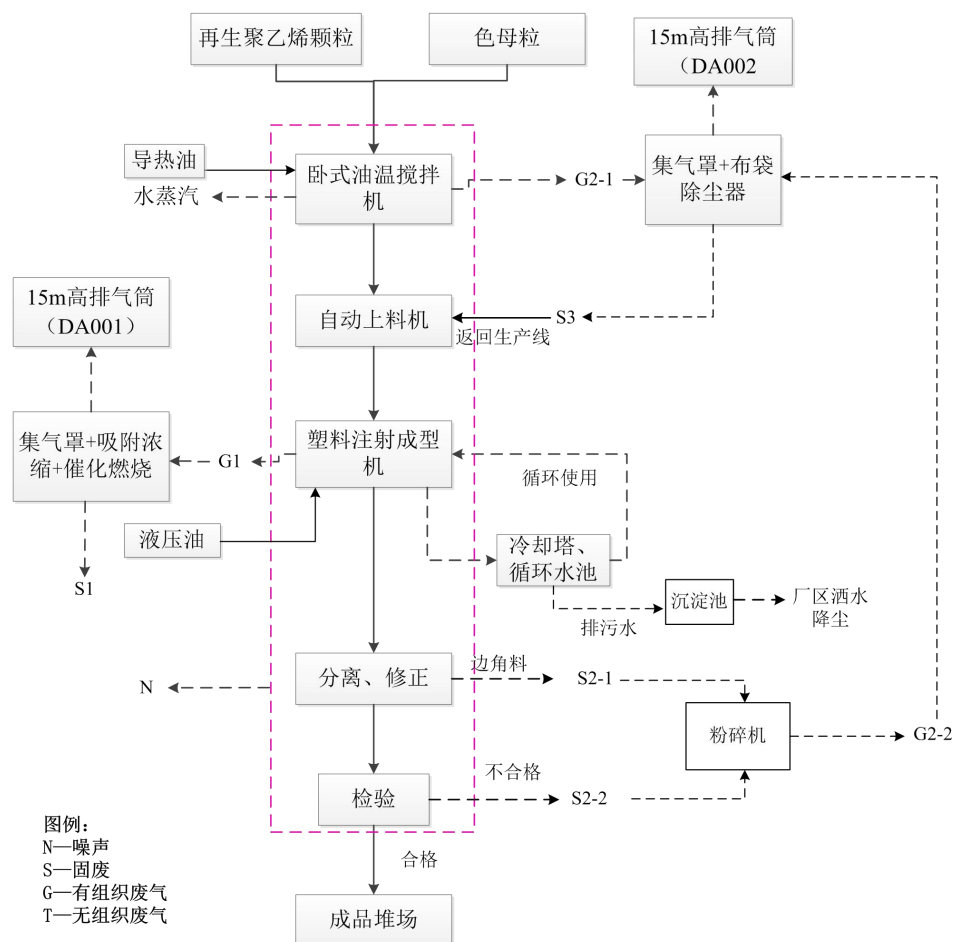 再生聚乙烯颗粒
色母粒
15m高排气筒
（DA002
导热油
水蒸汽
卧式油温搅拌
机
G2-1
集气罩+布袋
除尘器
15m高排气筒
（DA001）
自动上料机
S3
返回生产线
集气罩+吸附浓
缩+催化燃烧
G1
塑料注射成型
机
循环使用
液压油
冷却塔、
循环水池
S1
排污水
沉淀池
厂区洒水
降尘
N
分离、修正
边角料
S2-1
粉碎机
G2-2
检验
不合格
S2-2
合格
成品堆场
图例：
N—噪声
S—固废
G—有组织废气
T—无组织废气